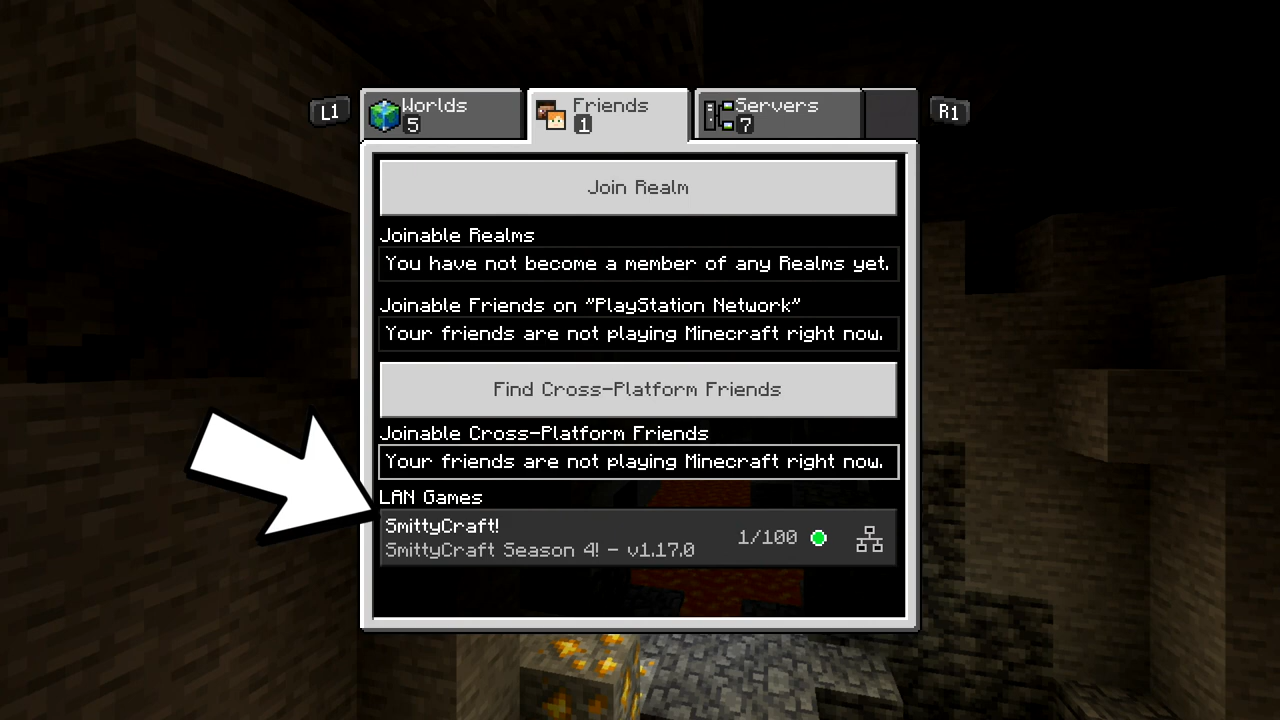 L1
Worlds
5
Friends
1
Servers
7
R1
Join Realm
Joinable Realms
You have not become a member of any Realms yet.
Joinable Friends on "PlayStation Network"
Your friends are not playing Minecraft right now.
Find Cross-Platform Friends
Joinable Cross-Platform Friends
Your friends are not playing Minecraft right now.
LAN Games
SmittyCraft!
1/100
SmittyCraft Season 4! - v1.17.0